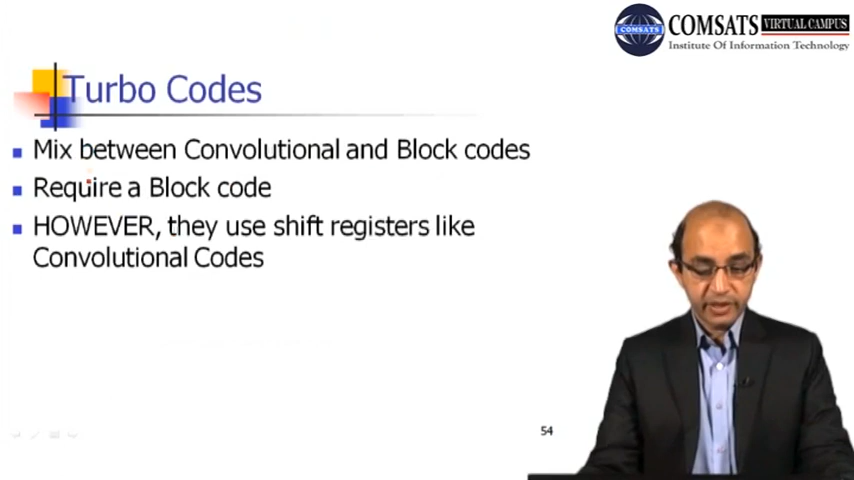 COMSATS VIRTUAL CAMPUS
COMSATS
Institute Of Information Technology
Turbo Codes
Mix between Convolutional and Block codes
Require a Block code
HOWEVER, they use shift registers like
Convolutional Codes
54